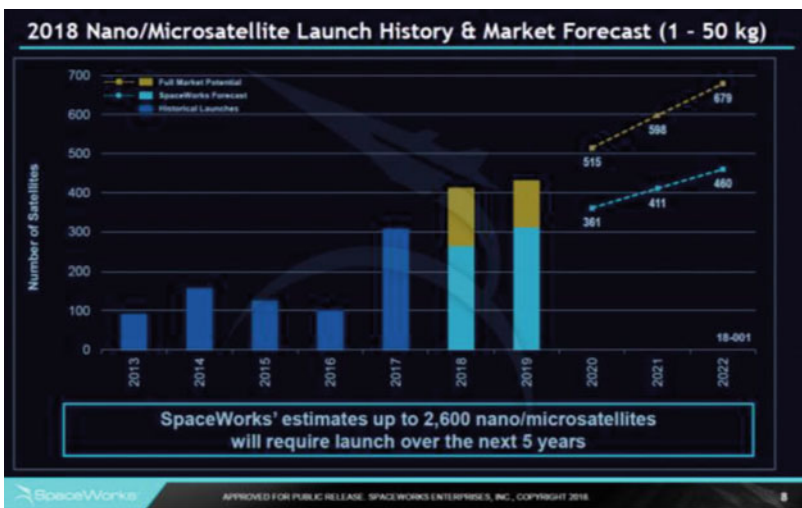 2018 Nano/Microsatellite Launch History & Market Forecast (1 - 50 kg)
700
600
500
400
300
200
100
0
Number of Satellites
Full Market Potential
SpaceWorks Forecast
Historical Launches
679
598
515
460
411
361
18-001
2013
2014
2015
2016
2017
2018
2019
2020
2021
2022
SpaceWorks' estimates up to 2,600 nano/microsatellites
will require launch over the next 5 years
SpaceWorks
APPROVED FOR PUBLIC RELEASE. SPACEWORKS ENTERPRISES, INC., COPYRIGHT 2018.
8